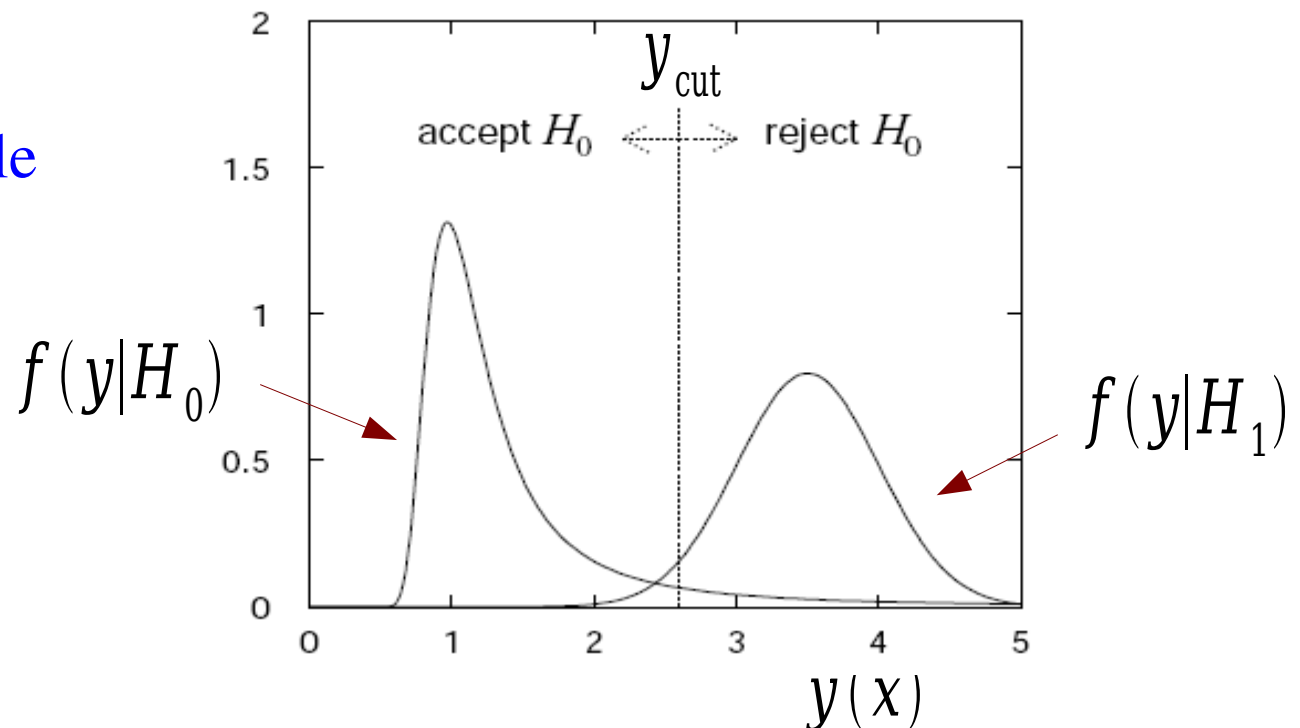 2
y_cut
accept H_0 reject H_0
le
1.5
1
f(y|H_0)
f(y|H_1)
0.5
0
0 1 2 3 4 5
y(x)